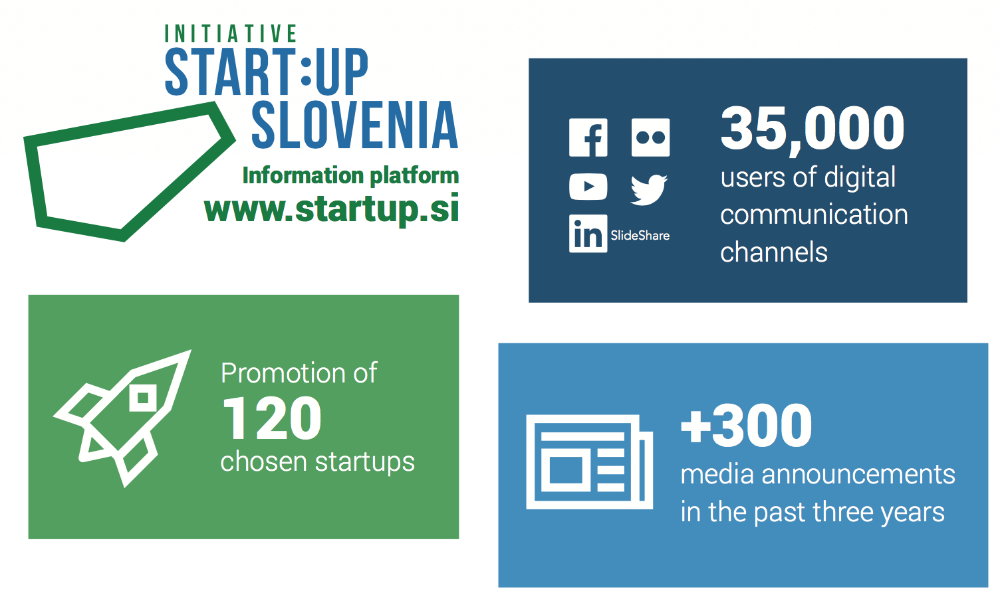 INITIATIVE
START:UP
SLOVENIA
Information platform
www.startup.si
35,000
users of digital
communication
channels
in SlideShare
Promotion of
120
chosen startups
+300
media announcements
in the past three years